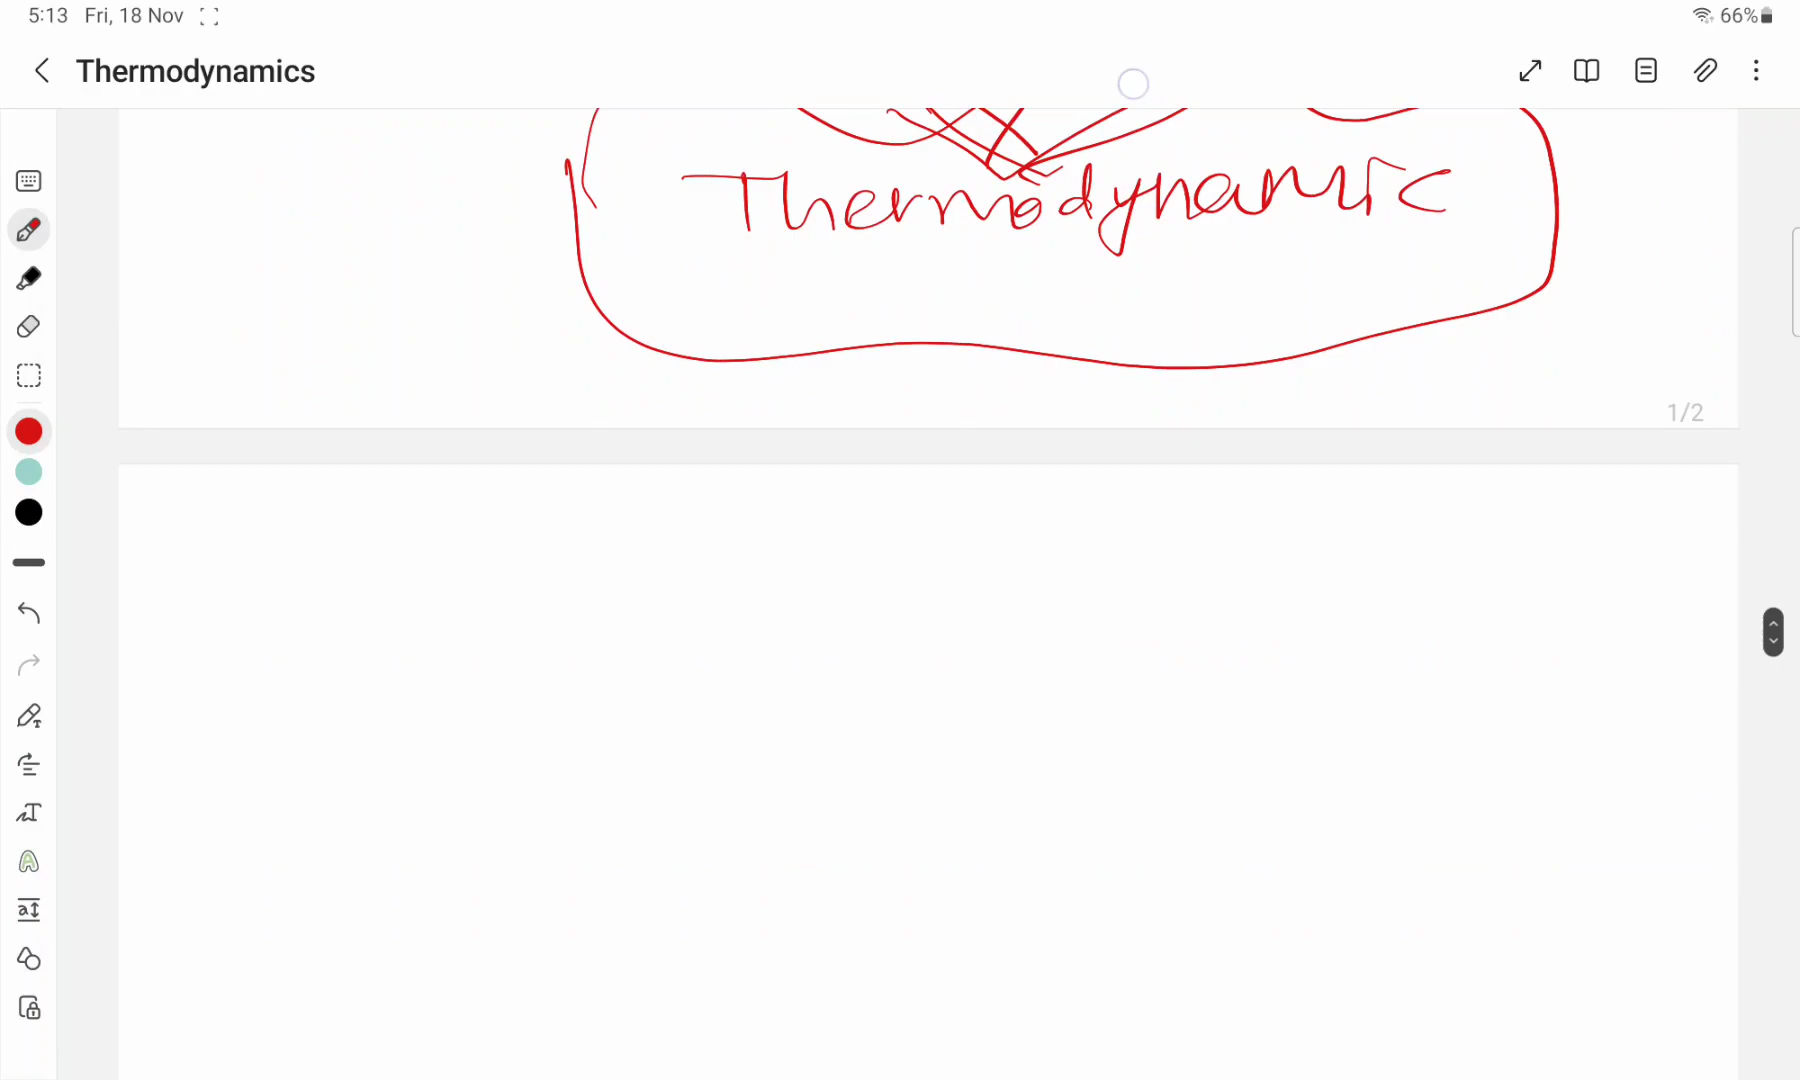 5:13 Fri, 18 Nov 66%
Thermodynamics
Thermodynamic
1/2